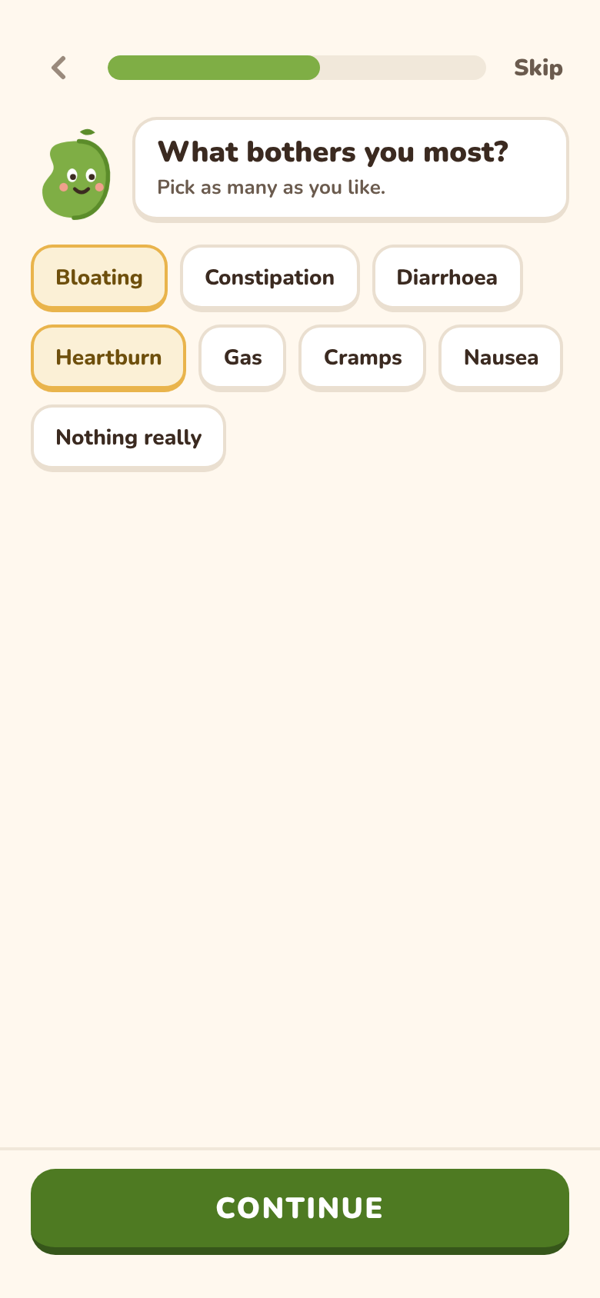 Skip
What bothers you most?
Pick as many as you like.
Bloating Constipation Diarrhoea
Heartburn Gas Cramps Nausea
Nothing really
CONTINUE